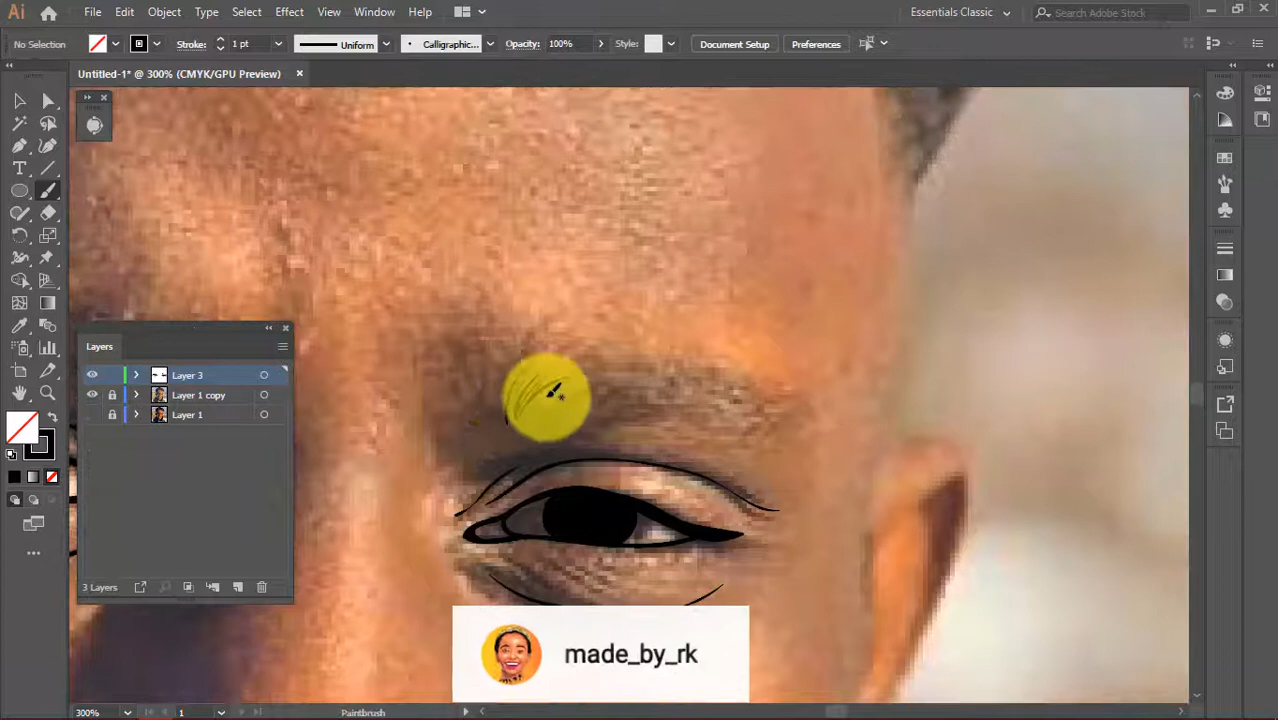 Ai File Edit Object Type Select Effect View Window Help Essentials Classic Search Adobe Stock
No Selection Stroke: 1 pt Uniform Calligraphic... Opacity: 100% Style: Document Setup Preferences
Untitled-1* @ 300% (CMYK/GPU Preview)
Layers
Layer 3
Layer 1 copy
Layer 1
3 Layers
made_by_rk
300% 1 Paintbrush